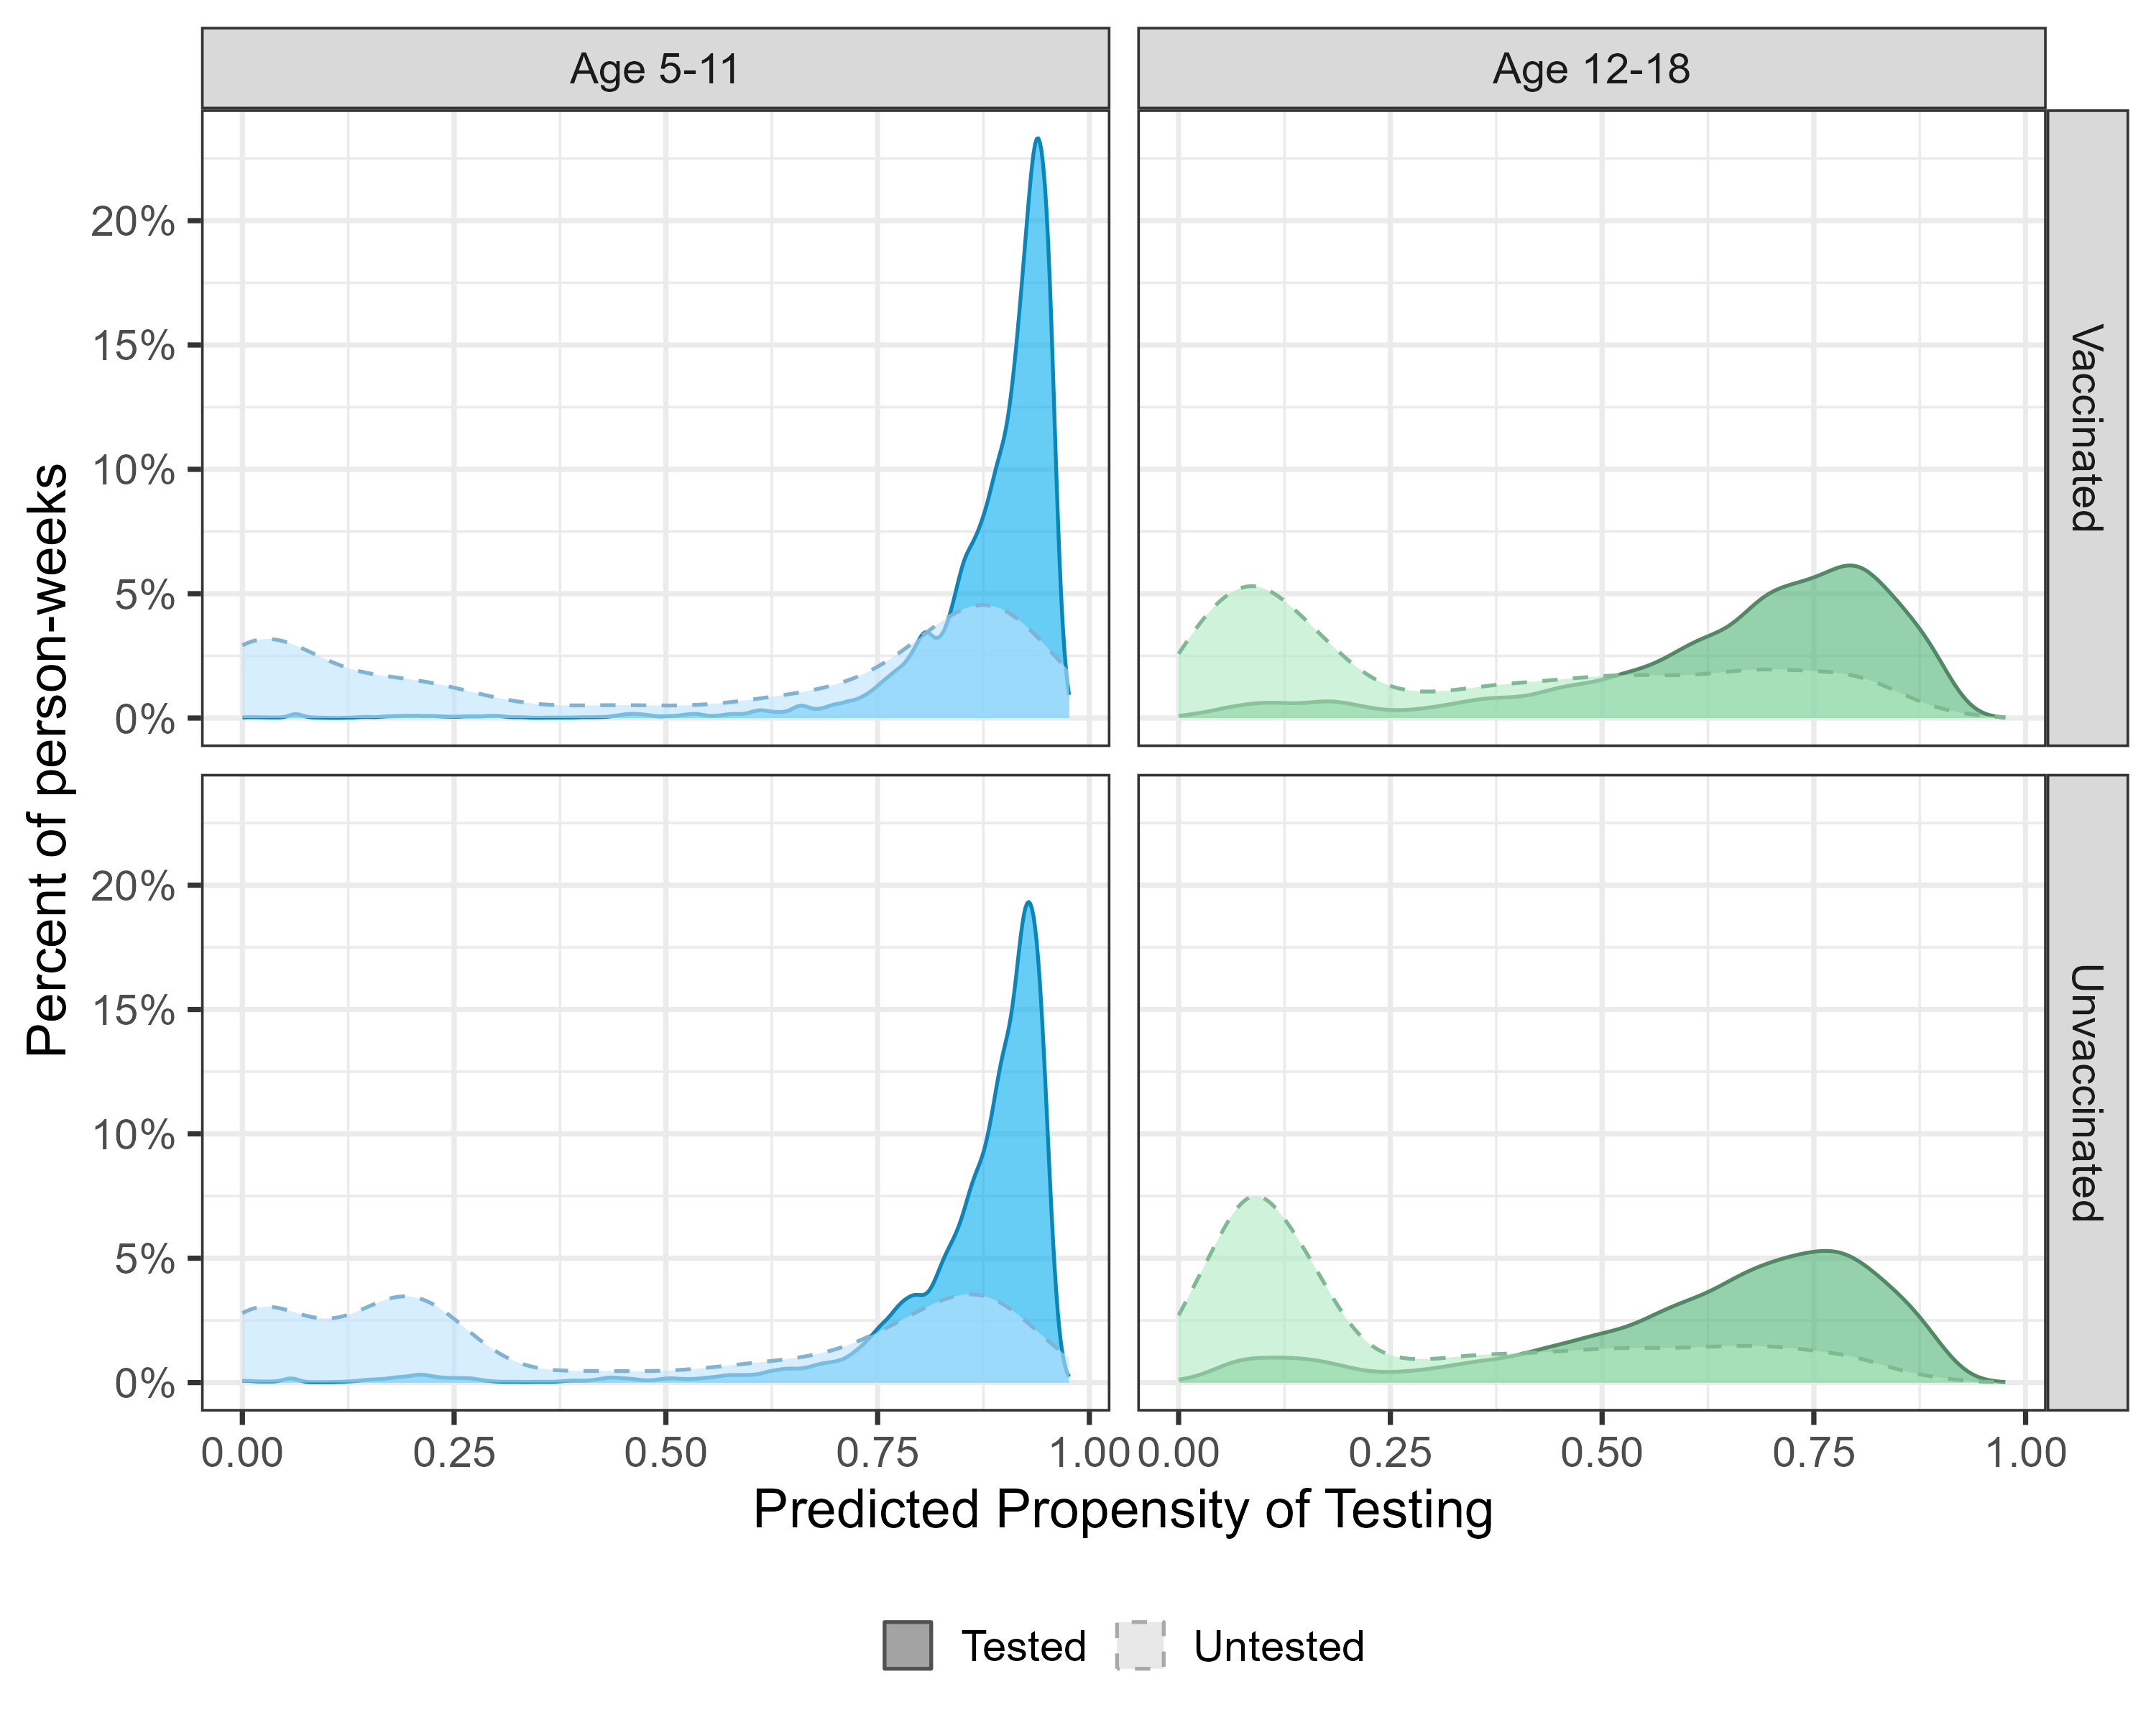 Age 5-11
Age 12-18
Vaccinated
20%
15%
10%
5%
0%
Percent of person-weeks
Unvaccinated
20%
15%
10%
5%
0%
0.00 0.25 0.50 0.75 1.00 0.00 0.25 0.50 0.75 1.00
Predicted Propensity of Testing
Tested Untested